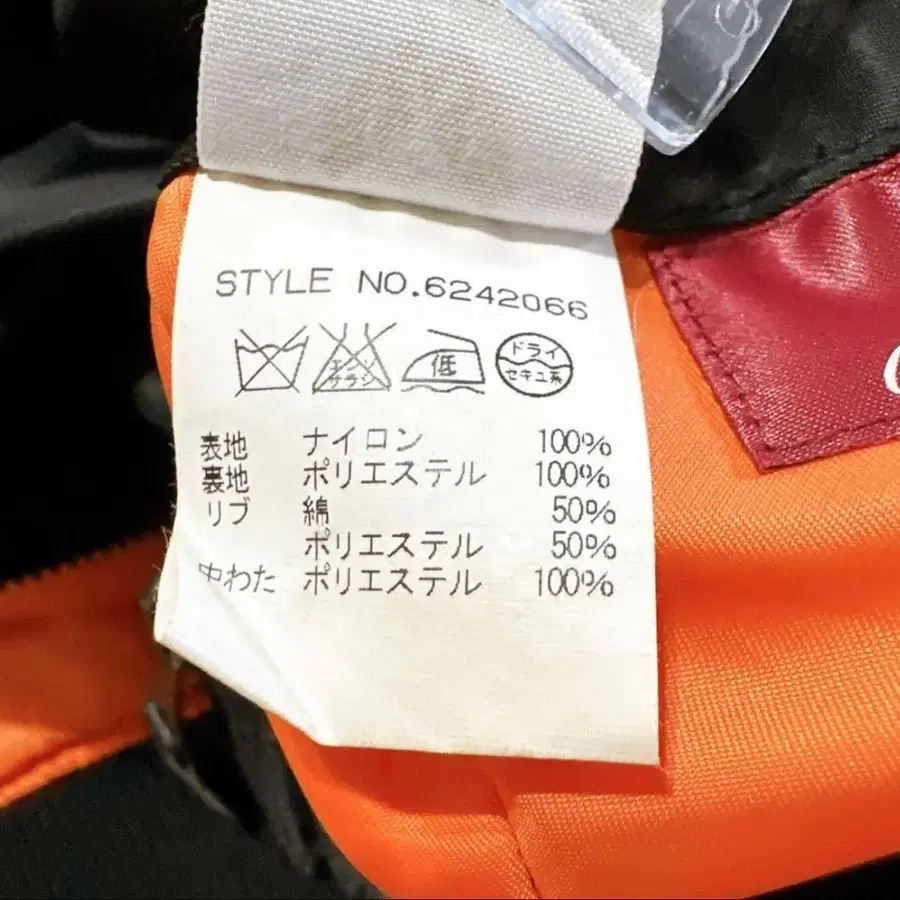 STYLE NO.6242066
エンソ
サラシ
低
ドライ
セキユ系
表地 ナイロン 100%
裏地 ポリエステル 100%
リブ 綿 50%
ポリエステル 50%
中わた ポリエステル 100%